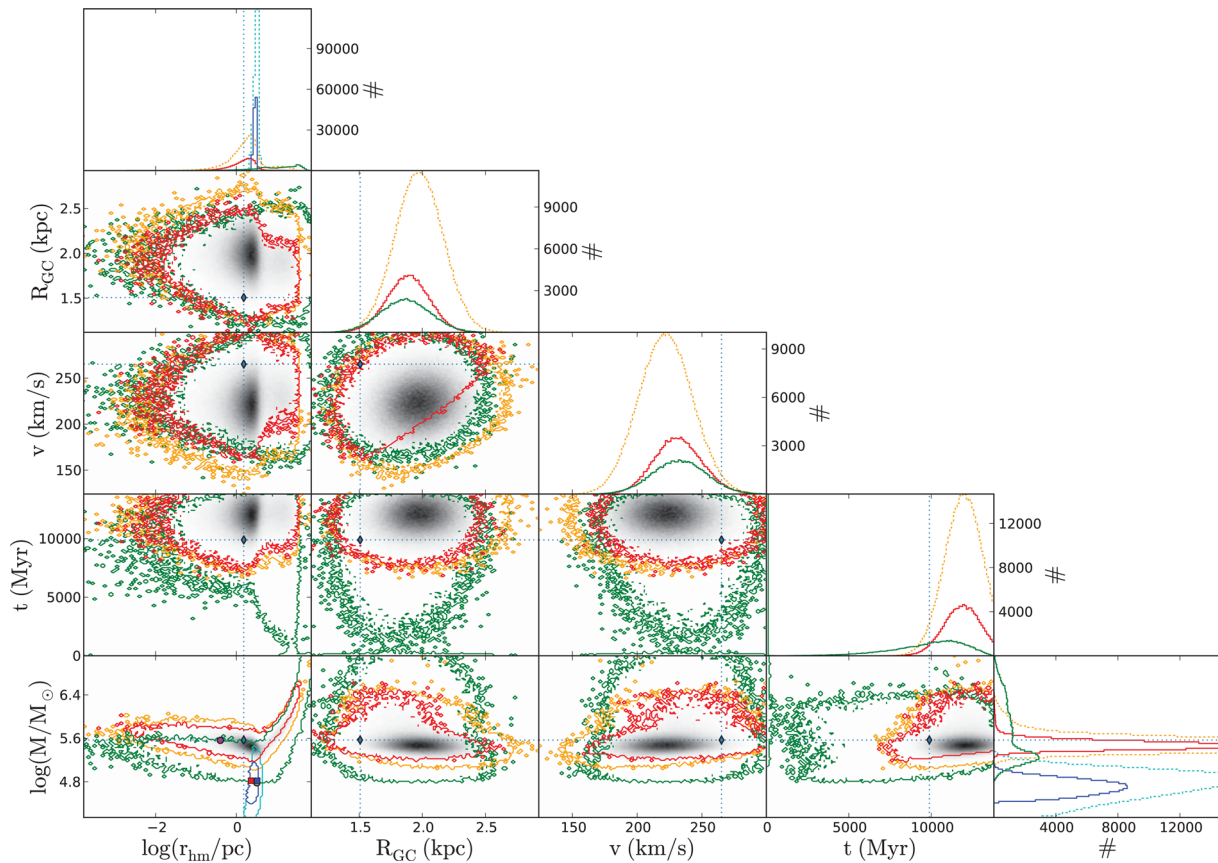 90000
60000 #
30000
2.5
2.0
1.5
R_GC (kpc)
9000
6000 #
3000
250
200
150
v (km/s)
9000
6000 #
3000
10000
5000
0
t (Myr)
12000
8000 #
4000
6.4
5.6
4.8
log(M/M⊙)
−2 0
1.5 2.0 2.5
150 200 250
0 5000 10000
4000 8000 12000
log(r_hm/pc) R_GC (kpc) v (km/s) t (Myr) #